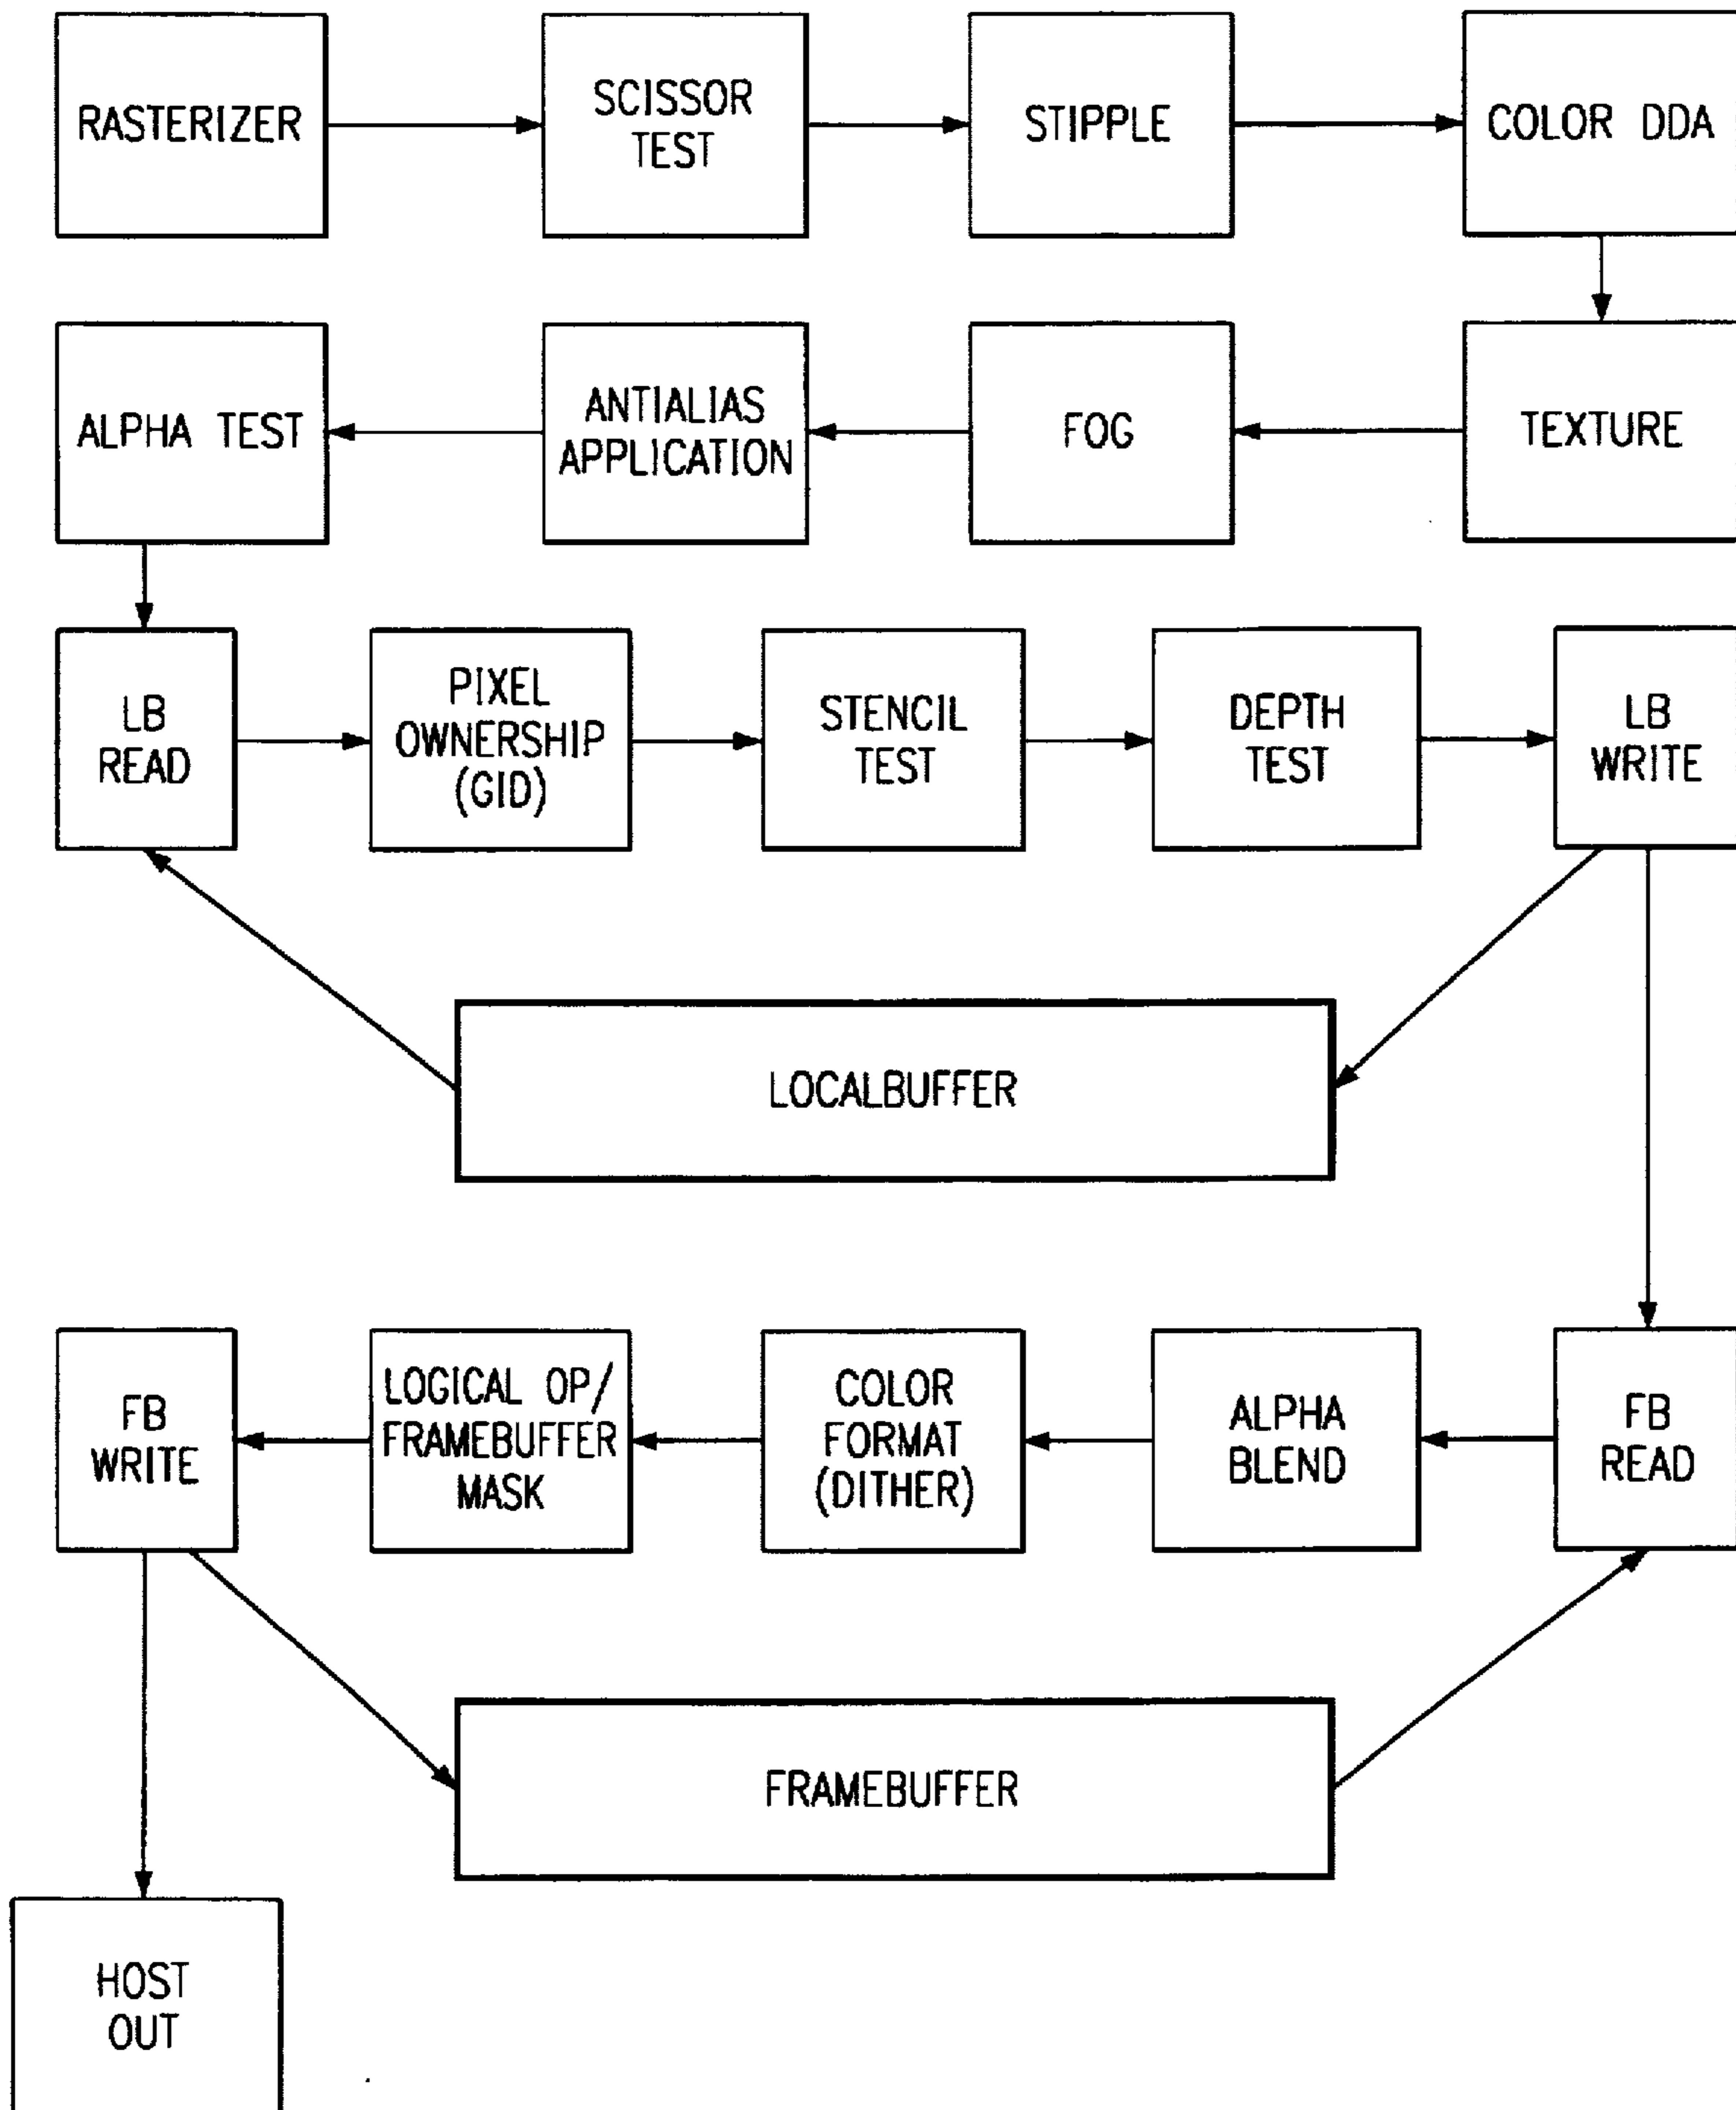 RASTERIZER
SCISSOR
TEST
STIPPLE
COLOR DDA
ALPHA TEST
ANTIALIAS
APPLICATION
FOG
TEXTURE
LB
READ
PIXEL
OWNERSHIP
(GID)
STENCIL
TEST
DEPTH
TEST
LB
WRITE
LOCALBUFFER
FB
WRITE
LOGICAL OP/
FRAMEBUFFER
MASK
COLOR
FORMAT
(DITHER)
ALPHA
BLEND
FB
READ
FRAMEBUFFER
HOST
OUT